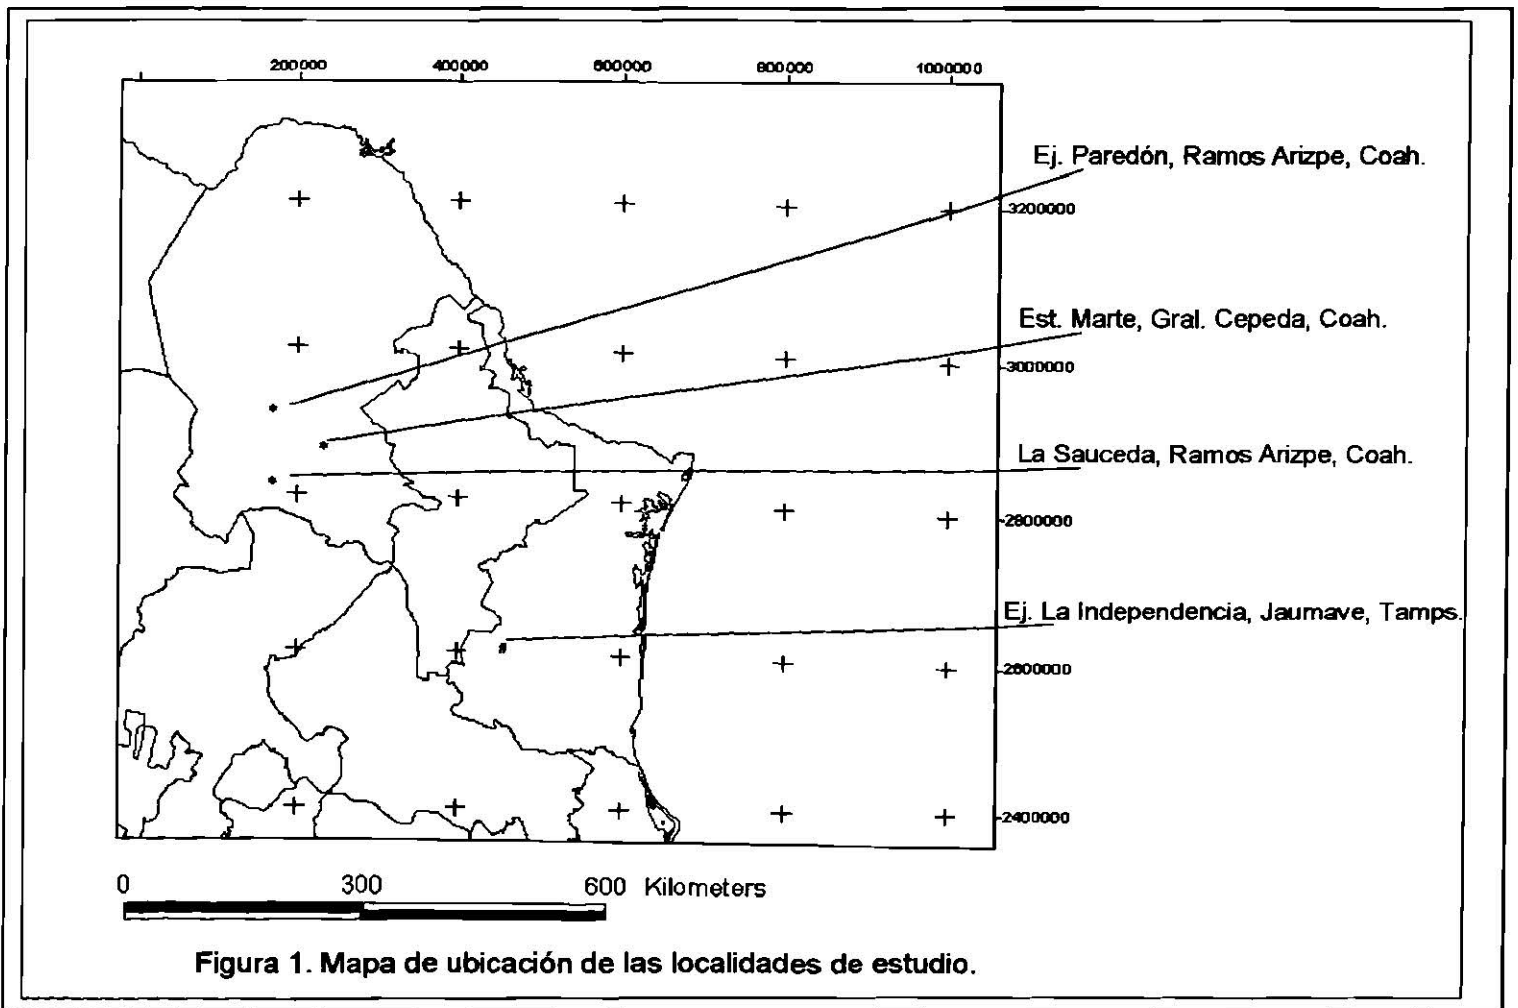 200000 400000 600000 800000 1000000
Ej. Paredón, Ramos Arizpe, Coah.
3200000
Est. Marte, Gral. Cepeda, Coah.
3000000
La Sauceda, Ramos Arizpe, Coah.
2800000
Ej. La Independencia, Jaumave, Tamps.
2600000
2400000
0 300 600 Kilometers
Figura 1. Mapa de ubicación de las localidades de estudio.